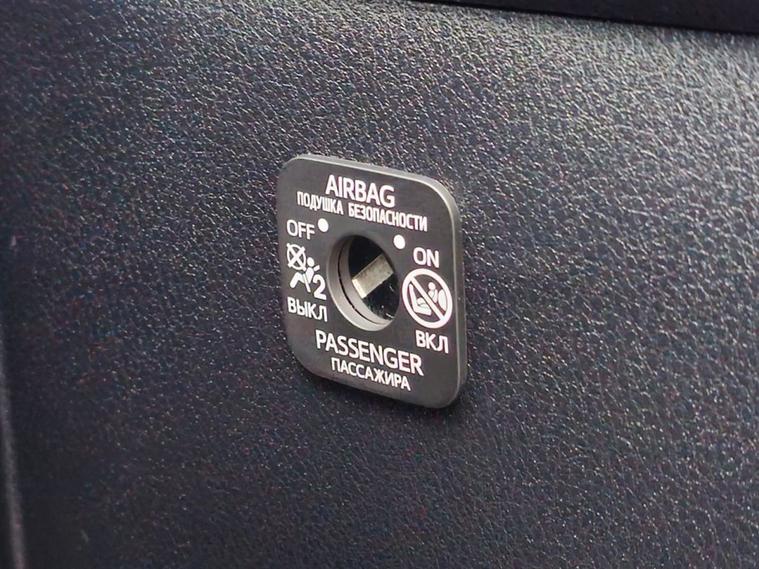 AIRBAG
ПОДУШКА БЕЗОПАСНОСТИ
OFF ON
2
ВЫКЛ ВКЛ
PASSENGER
ПАССАЖИРА